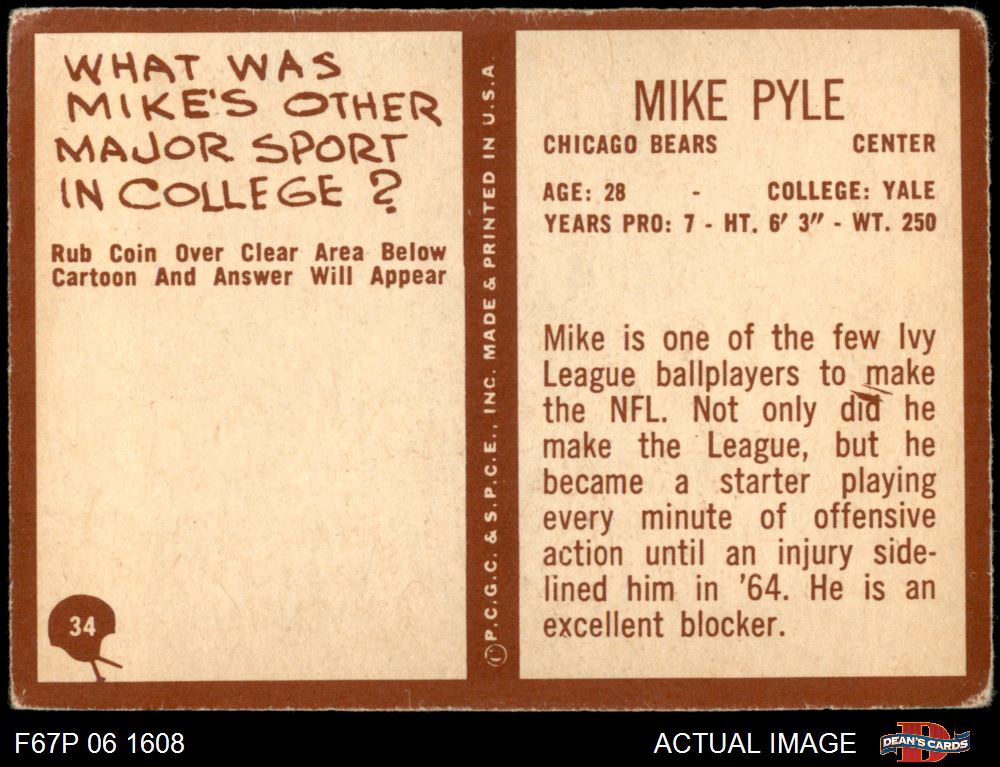 WHAT WAS
MIKE'S OTHER
MAJOR SPORT
IN COLLEGE?
Rub Coin Over Clear Area Below
Cartoon And Answer Will Appear
34
© P.C.G.C. & S.P.C.E., INC. MADE & PRINTED IN U.S.A
MIKE PYLE
CHICAGO BEARS CENTER
AGE: 28 - COLLEGE: YALE
YEARS PRO: 7 - HT. 6' 3" - WT. 250
Mike is one of the few Ivy
League ballplayers to make
the NFL. Not only did he
make the League, but he
became a starter playing
every minute of offensive
action until an injury side-
lined him in '64. He is an
excellent blocker.
F67P 06 1608
ACTUAL IMAGE
DEAN'S CARDS